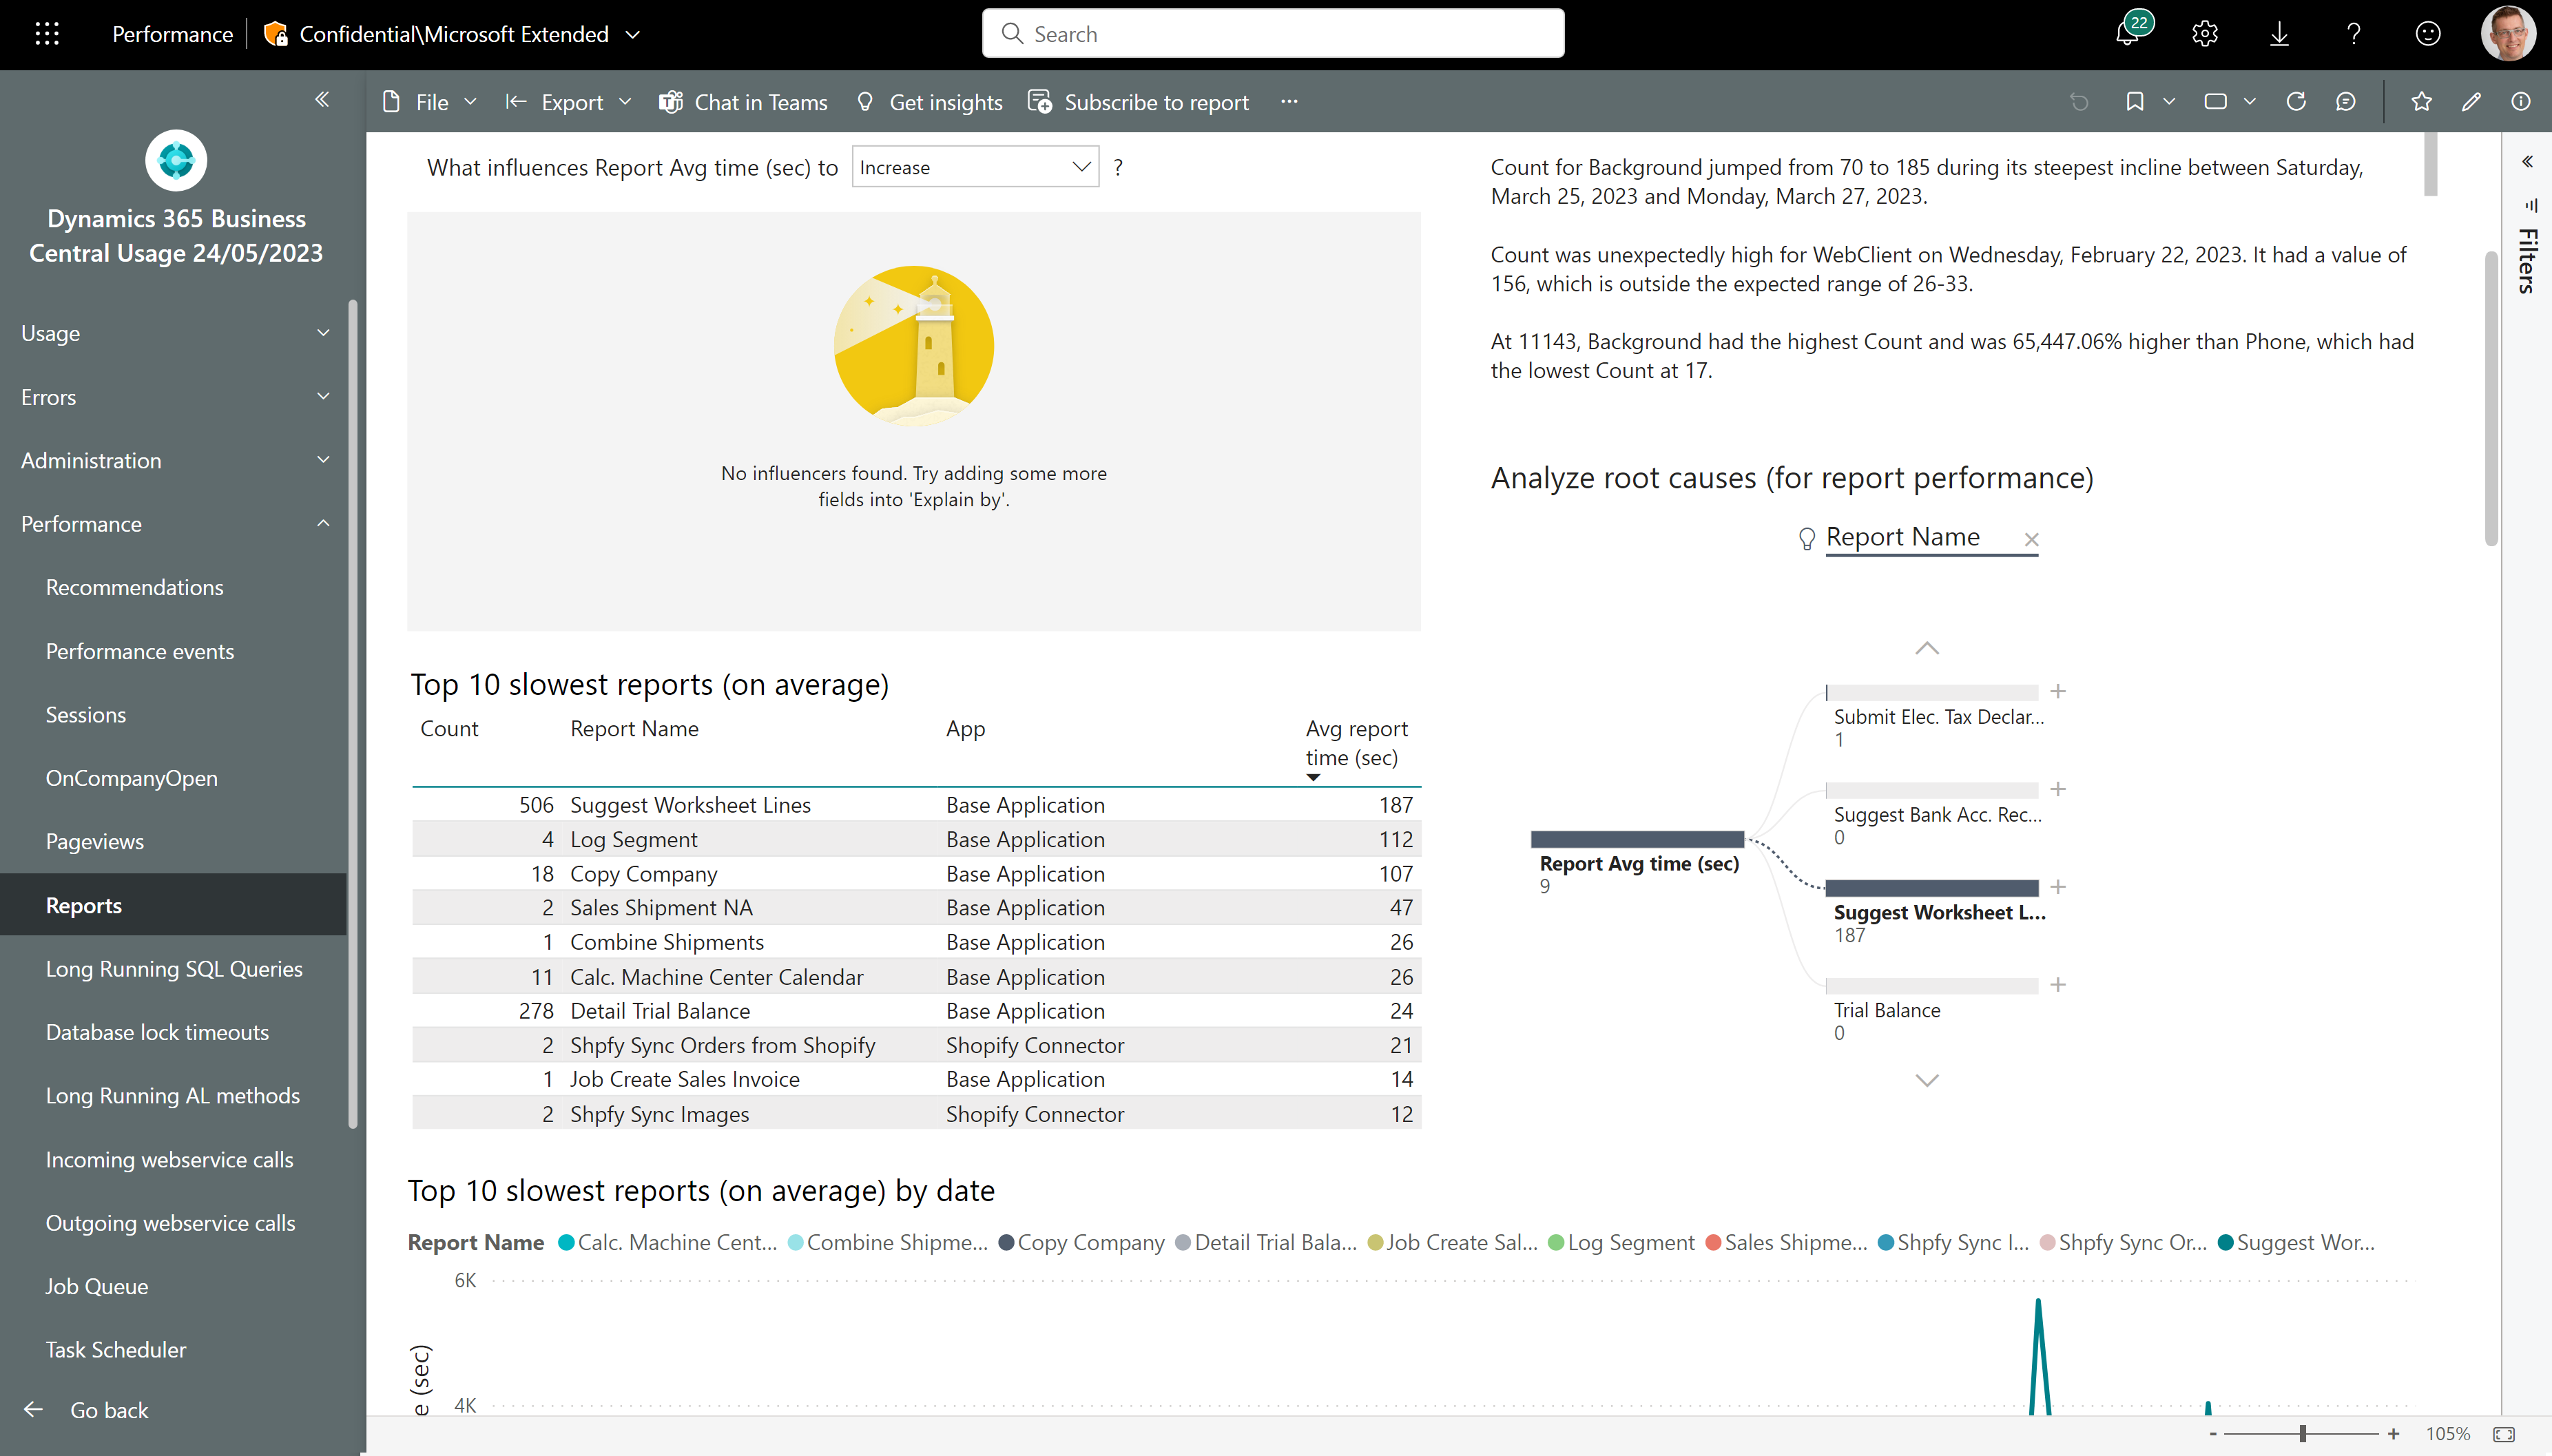 Performance
Confidential\Microsoft Extended
Search
22
File
Export
Chat in Teams
Get insights
Subscribe to report
Dynamics 365 Business
Central Usage 24/05/2023
Usage
Errors
Administration
Performance
Recommendations
Performance events
Sessions
OnCompanyOpen
Pageviews
Reports
Long Running SQL Queries
Database lock timeouts
Long Running AL methods
Incoming webservice calls
Outgoing webservice calls
Job Queue
Task Scheduler
Go back
What influences Report Avg time (sec) to Increase ?
No influencers found. Try adding some more
fields into 'Explain by'.
Count for Background jumped from 70 to 185 during its steepest incline between Saturday,
March 25, 2023 and Monday, March 27, 2023.
Count was unexpectedly high for WebClient on Wednesday, February 22, 2023. It had a value of
156, which is outside the expected range of 26-33.
At 11143, Background had the highest Count and was 65,447.06% higher than Phone, which had
the lowest Count at 17.
Filters
Top 10 slowest reports (on average)
Count Report Name App Avg report
time (sec)
506 Suggest Worksheet Lines Base Application 187
4 Log Segment Base Application 112
18 Copy Company Base Application 107
2 Sales Shipment NA Base Application 47
1 Combine Shipments Base Application 26
11 Calc. Machine Center Calendar Base Application 26
278 Detail Trial Balance Base Application 24
2 Shpfy Sync Orders from Shopify Shopify Connector 21
1 Job Create Sales Invoice Base Application 14
2 Shpfy Sync Images Shopify Connector 12
Analyze root causes (for report performance)
Report Name
Report Avg time (sec)
9
Submit Elec. Tax Declar...
1
Suggest Bank Acc. Rec...
0
Suggest Worksheet L...
187
Trial Balance
0
Top 10 slowest reports (on average) by date
Report Name Calc. Machine Cent... Combine Shipme... Copy Company Detail Trial Bala... Job Create Sal... Log Segment Sales Shipme... Shpfy Sync I... Shpfy Sync Or... Suggest Wor...
6K
4K
e (sec)
- + 105%